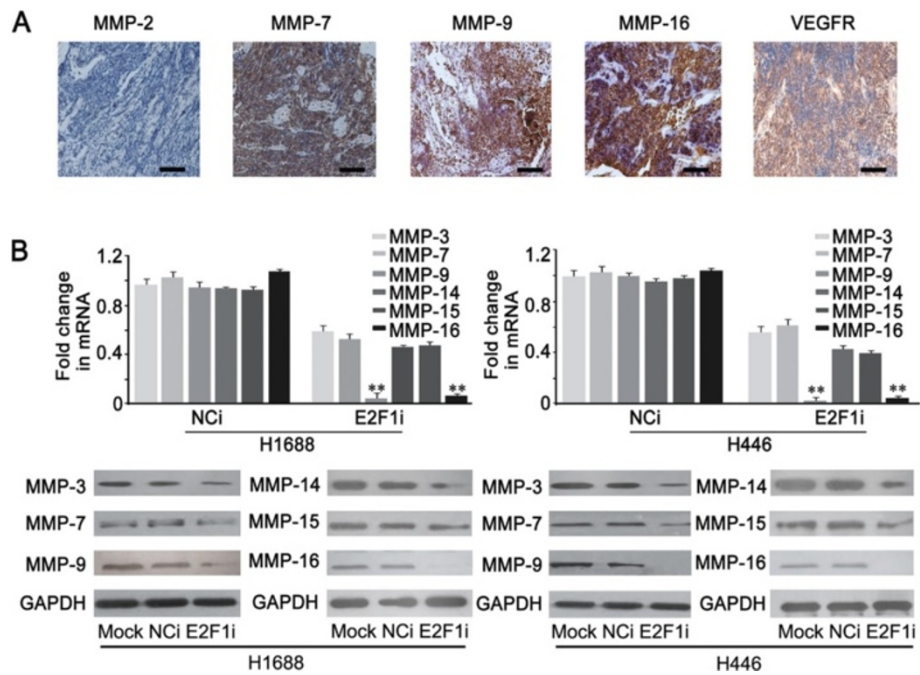 A
MMP-2 MMP-7 MMP-9 MMP-16 VEGFR
B
Fold change
in mRNA
1.2
0.8
0.4
0
MMP-3
MMP-7
MMP-9
MMP-14
MMP-15
MMP-16
** **
NCi E2F1i
H1688
Fold change
in mRNA
1.2
0.8
0.4
0
MMP-3
MMP-7
MMP-9
MMP-14
MMP-15
MMP-16
** **
NCi E2F1i
H446
MMP-3 MMP-14 MMP-3 MMP-14
MMP-7 MMP-15 MMP-7 MMP-15
MMP-9 MMP-16 MMP-9 MMP-16
GAPDH GAPDH GAPDH GAPDH
Mock NCi E2F1i Mock NCi E2F1i Mock NCi E2F1i Mock NCi E2F1i
H1688 H446